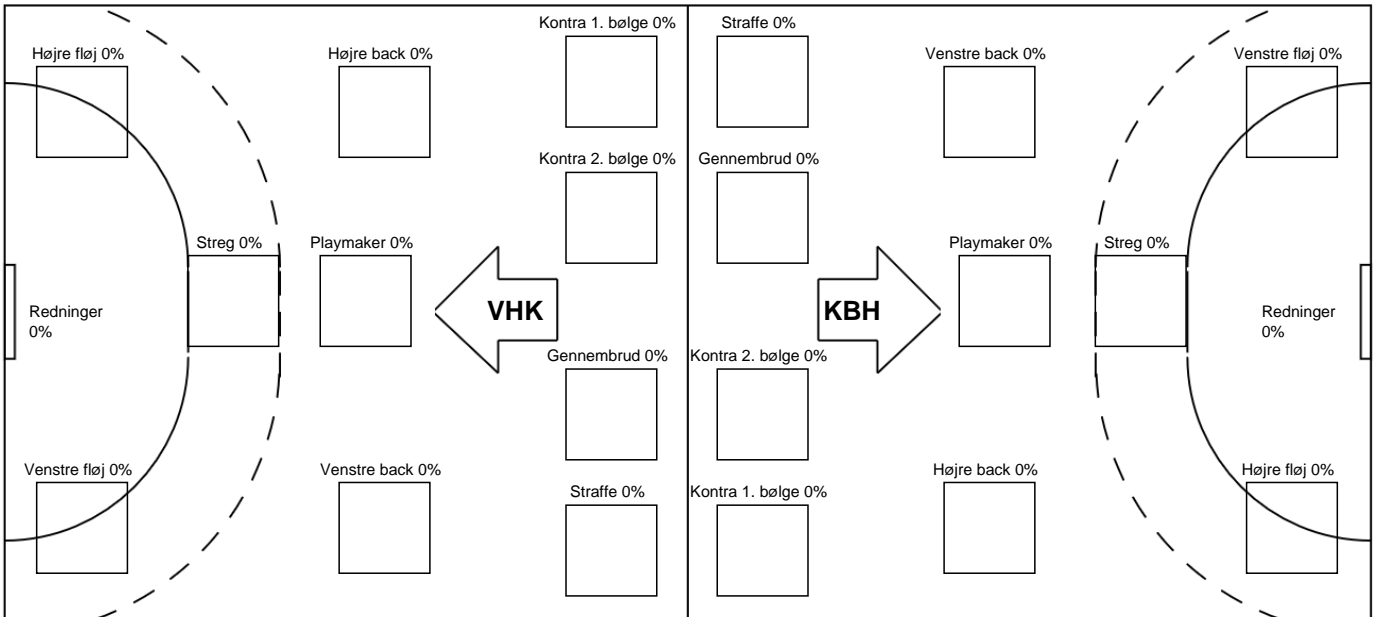 Kontra 1. bølge 0%
Straffe 0%
Højre fløj 0%
Højre back 0%
Venstre back 0%
Venstre fløj 0%
Kontra 2. bølge 0%
Gennembrud 0%
Streg 0%
Playmaker 0%
Playmaker 0%
Streg 0%
Redninger
0%
VHK
KBH
Redninger
0%
Gennembrud 0%
Kontra 2. bølge 0%
Venstre fløj 0%
Venstre back 0%
Højre back 0%
Højre fløj 0%
Straffe 0%
Kontra 1. bølge 0%